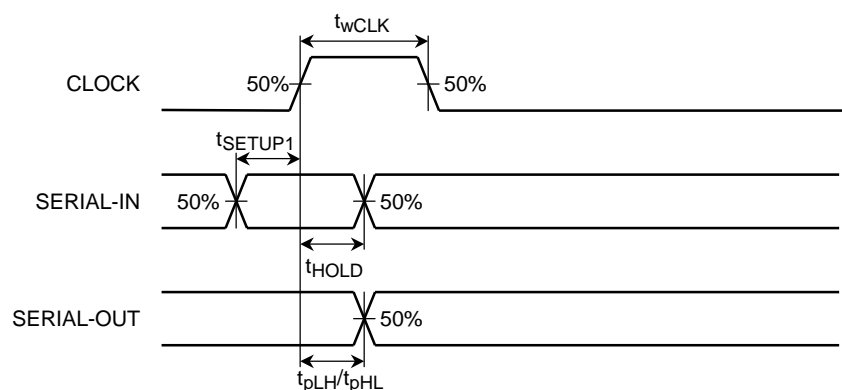 twCLK
CLOCK 50% 50%
tSETUP1
SERIAL-IN 50% 50%
tHOLD
SERIAL-OUT 50%
tpLH/tpHL